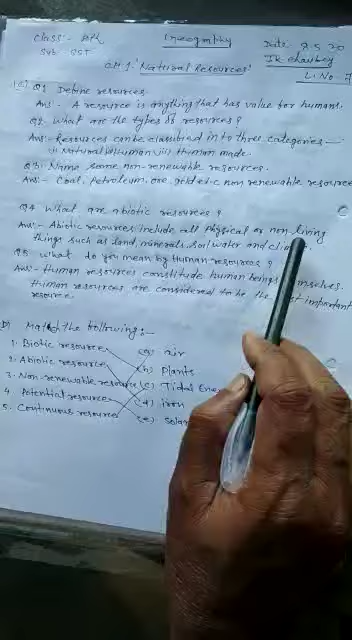 Class: Geography Date 9.5.20
Sub- SST
CH.1. 'Natural Resources' L.No.
(C) Q1 Define resources
Ans:- A resource is anything that has value for humans.
Q2. What are the types of resources?
Ans:- Resources can be classified into three categories-
i) Natural ii) Human iii) Human made.
Q3. Name some non-renewable resources.
Ans:- Coal, Petroleum, are non renewable resources
Q4 What are abiotic resources?
Ans:- Abiotic resources include all physical or non living
things such as land, minerals, soil water and
Q5 What do you mean by Human resources?
Ans:- Human resources constitute human beings
Human resources are considered to be the important
resource.
D) Match the following:-
1. Biotic resource (a) air
2. Abiotic resource (b) Plants
3. Non-renewable resource (c) Tidal
4. Potential resource (d) iron
5. Continuous resource (e)